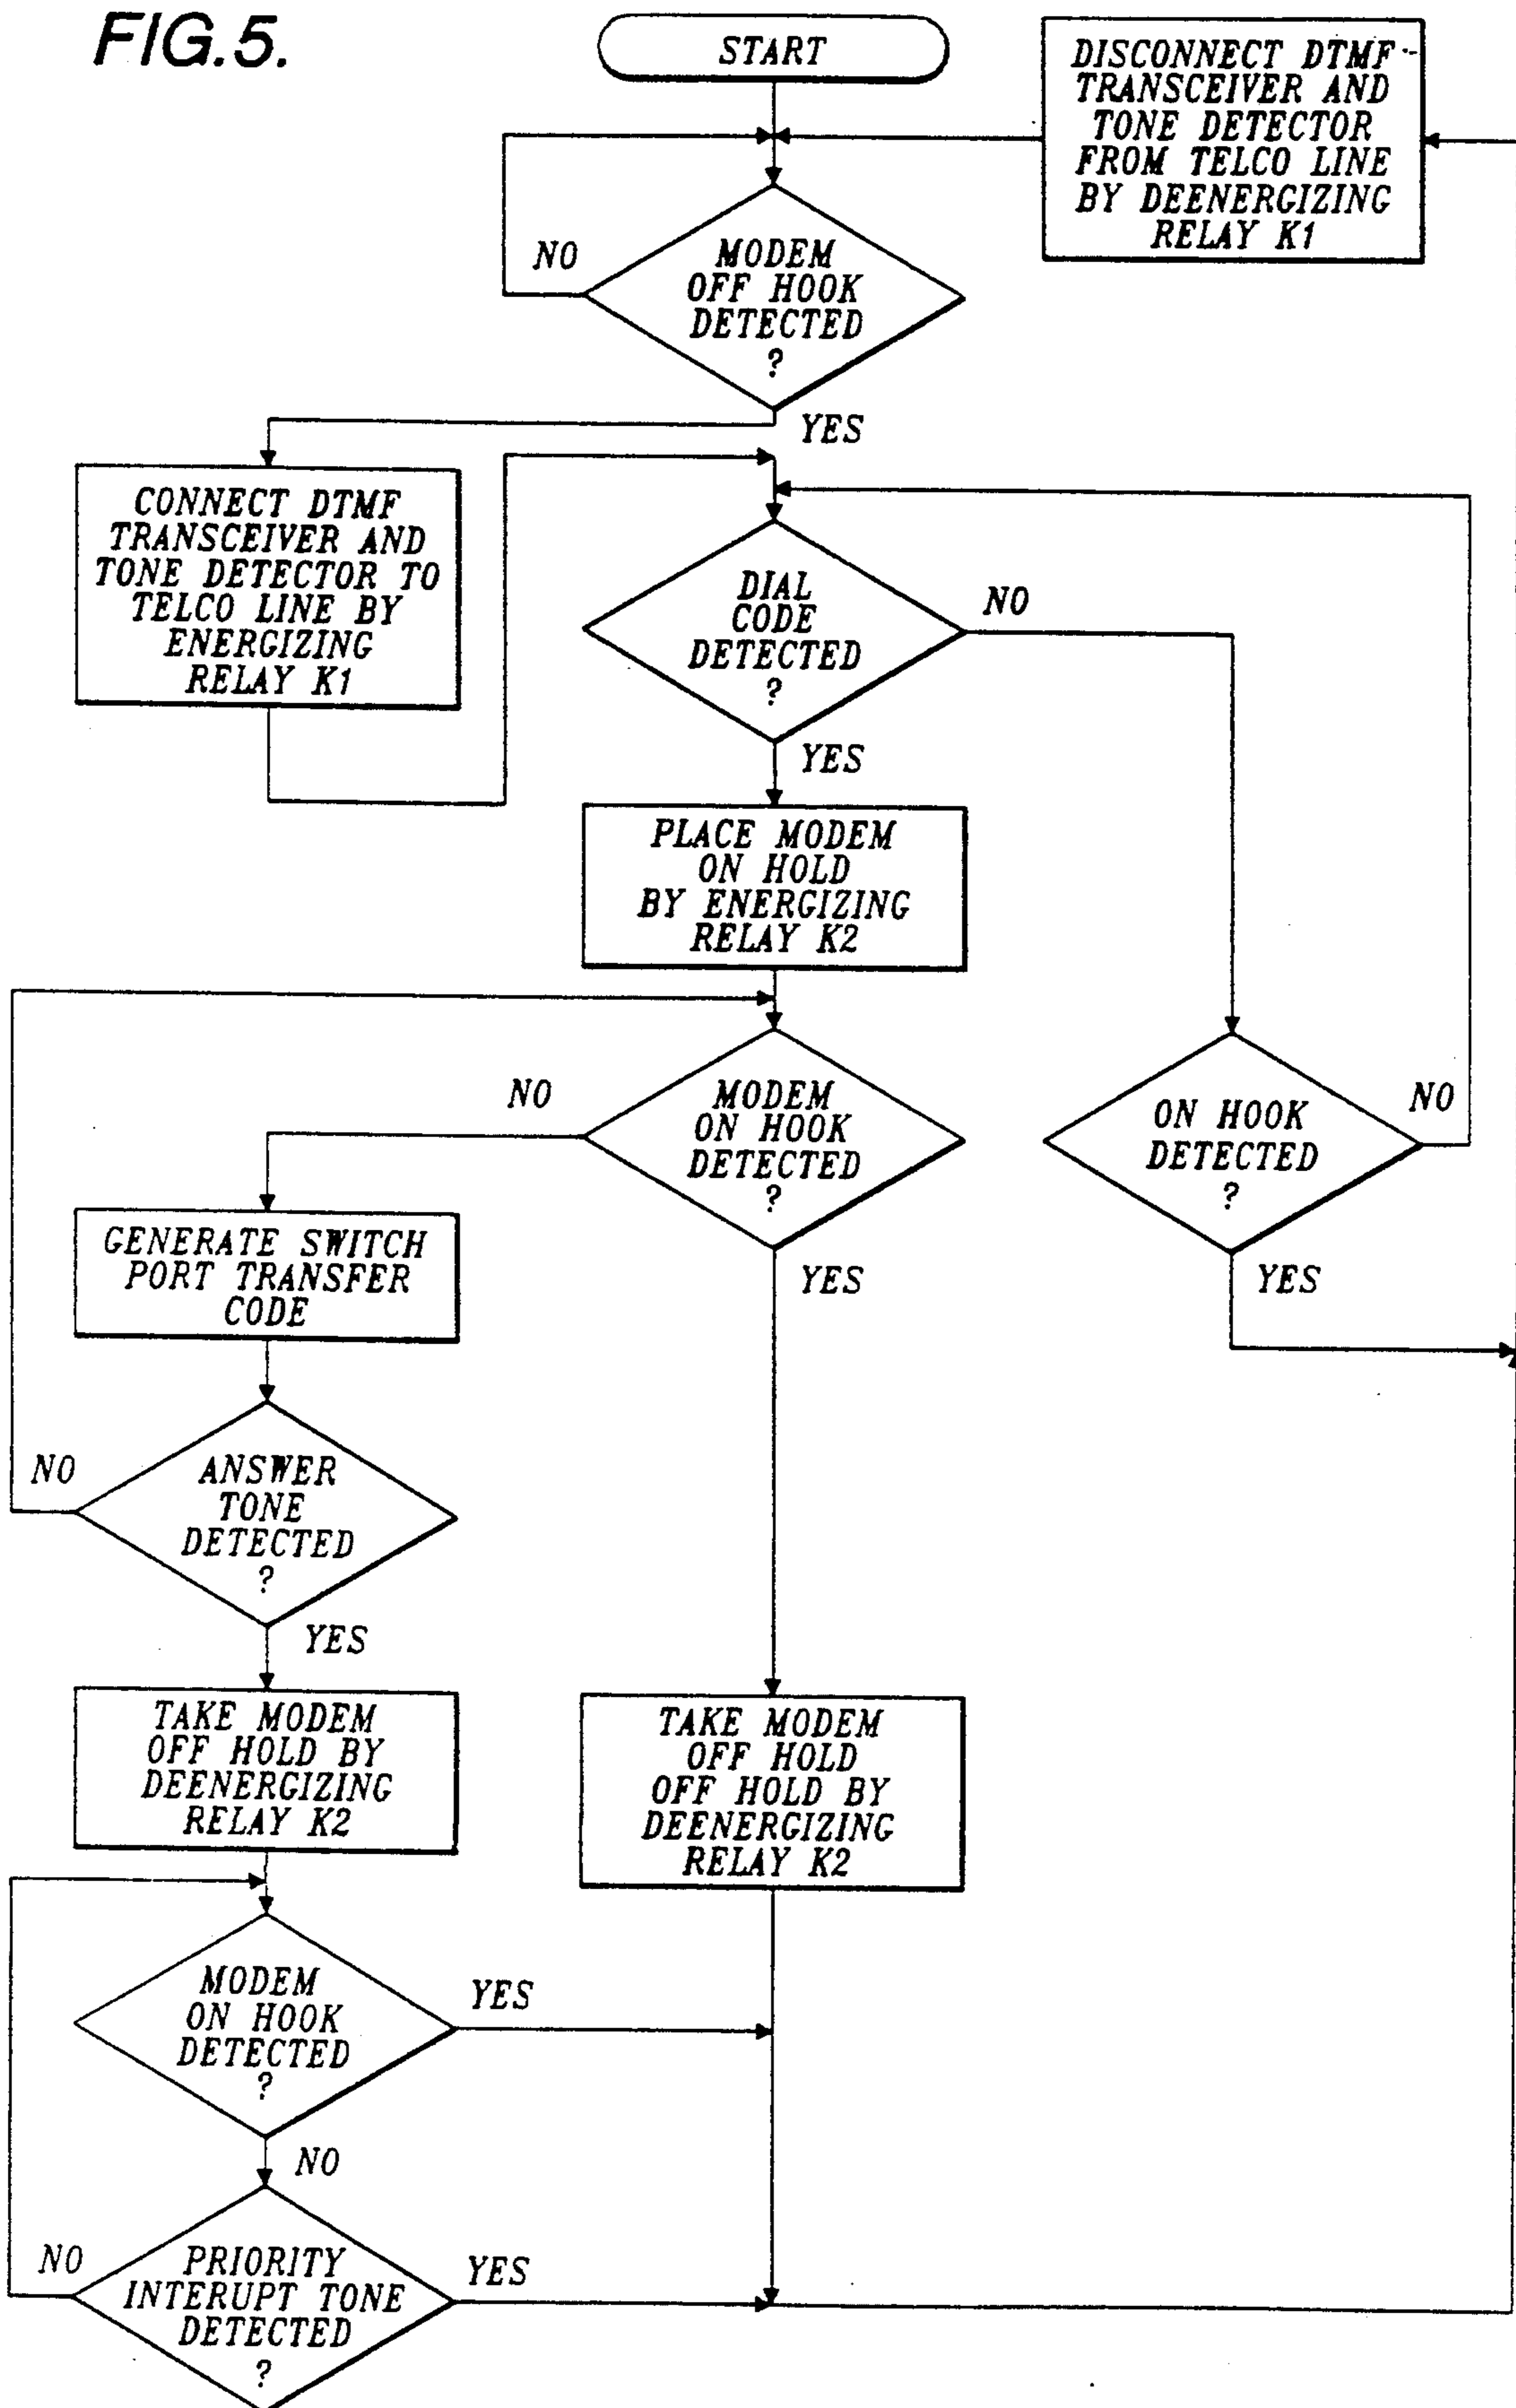 FIG.5.
START
DISCONNECT DTMF
TRANSCEIVER AND
TONE DETECTOR
FROM TELCO LINE
BY DEENERGIZING
RELAY K1
NO
MODEM
OFF HOOK
DETECTED
?
YES
CONNECT DTMF
TRANSCEIVER AND
TONE DETECTOR TO
TELCO LINE BY
ENERGIZING
RELAY K1
DIAL
CODE
DETECTED
?
NO
YES
PLACE MODEM
ON HOLD
BY ENERGIZING
RELAY K2
NO
MODEM
ON HOOK
DETECTED
?
YES
ON HOOK
DETECTED
?
NO
YES
GENERATE SWITCH
PORT TRANSFER
CODE
NO
ANSWER
TONE
DETECTED
?
YES
TAKE MODEM
OFF HOLD BY
DEENERGIZING
RELAY K2
TAKE MODEM
OFF HOLD
OFF HOLD BY
DEENERGIZING
RELAY K2
MODEM
ON HOOK
DETECTED
?
YES
NO
NO
PRIORITY
INTERUPT TONE
DETECTED
?
YES